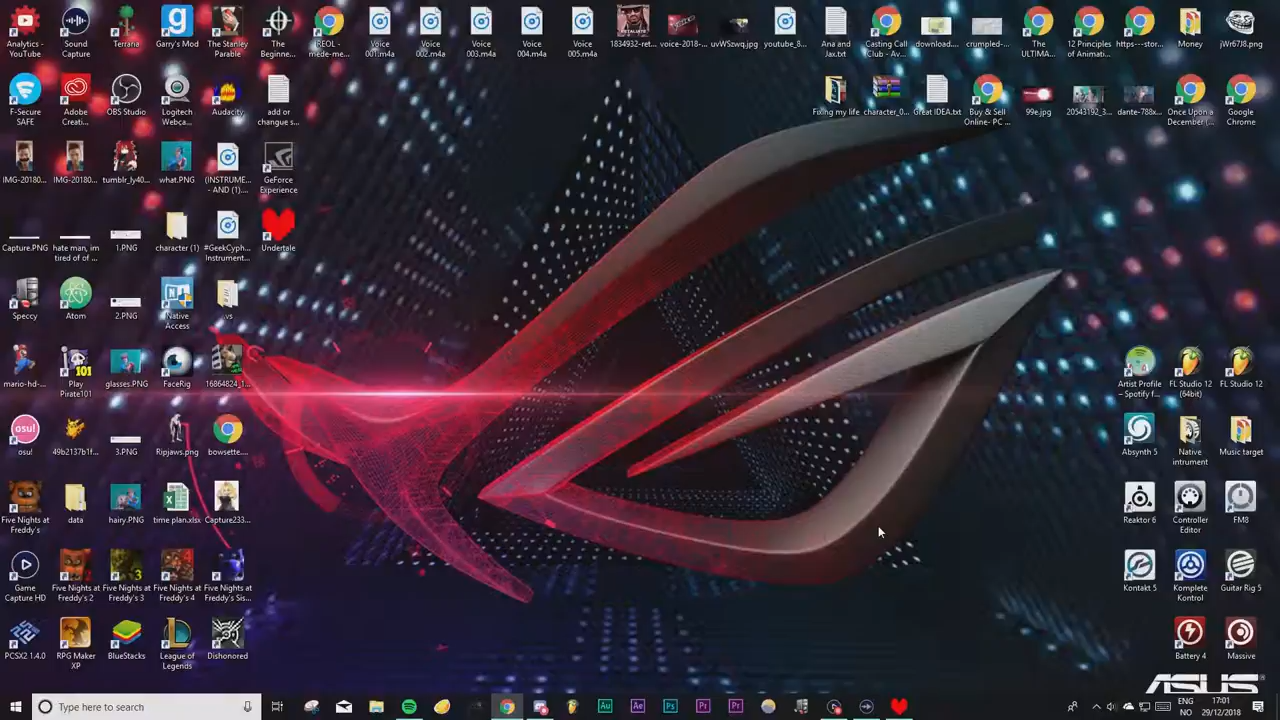 Analytics - YouTube
Sound Capture
Terraria
Garry's Mod
The Stanley Parable
The Beginne...
REOL - mede-me...
Voice 001.m4a
Voice 002.m4a
Voice 003.m4a
Voice 004.m4a
Voice 005.m4a
1834932-ret...
voice-2018-...
uvWSzwq.jpg
youtube_8...
Ana and Jax.txt
Casting Call Club - Av...
download....
crumpled-...
The ULTIMA...
12 Principles of Animati...
https---stor...
Money
jWr67J8.png
F-Secure SAFE
Adobe Creati...
OBS Studio
Logitech Webca...
Audacity
add or changue s...
Fixing my life
character_0...
Great IDEA.txt
Buy & Sell Online- PC ...
99e.jpg
20543192_3...
dante-788x...
Once Upon a December (...
Google Chrome
IMG-20180...
IMG-20180...
tumblr_ly40...
what.PNG
(INSTRUME... - AND (1)....
GeForce Experience
Capture.PNG
hate man, im tired of of ...
1.PNG
character (1)
#GeekCyph... Instrument...
Undertale
Speccy
Atom
2.PNG
Native Access
vs
mario-hd-...
Play Pirate101
glasses.PNG
FaceRig
16864824_1...
Artist Profile – Spotify f...
FL Studio 12 (64bit)
FL Studio 12
osu!
49b2137b1f...
3.PNG
Ripjaws.png
bowsette....
Absynth 5
Native intrument
Music target
Five Nights at Freddy's
data
hairy.PNG
time plan.xlsx
Capture233...
Reaktor 6
Controller Editor
FM8
Game Capture HD
Five Nights at Freddy's 2
Five Nights at Freddy's 3
Five Nights at Freddy's 4
Five Nights at Freddy's Sis...
Kontakt 5
Komplete Kontrol
Guitar Rig 5
PCSX2 1.4.0
RPG Maker XP
BlueStacks
League of Legends
Dishonored
Battery 4
Massive
ASUS
Type here to search
Au
Ae
Ps
Pr
Pr
ENG
NO
17:01
29/12/2018